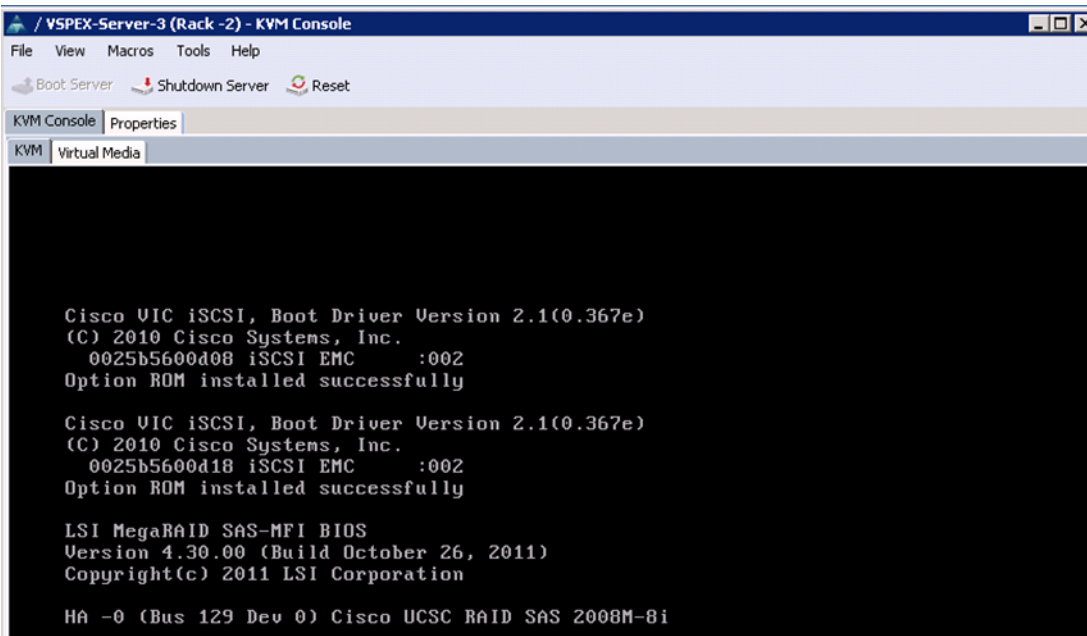 / VSPEX-Server-3 (Rack -2) - KVM Console
File View Macros Tools Help
Boot Server Shutdown Server Reset
KVM Console Properties
KVM Virtual Media
Cisco VIC iSCSI, Boot Driver Version 2.1(0.367e)
(C) 2010 Cisco Systems, Inc.
0025b5600d08 iSCSI EMC :002
Option ROM installed successfully
Cisco VIC iSCSI, Boot Driver Version 2.1(0.367e)
(C) 2010 Cisco Systems, Inc.
0025b5600d18 iSCSI EMC :002
Option ROM installed successfully
LSI MegaRAID SAS-MFI BIOS
Version 4.30.00 (Build October 26, 2011)
Copyright(c) 2011 LSI Corporation
HA -0 (Bus 129 Dev 0) Cisco UCSC RAID SAS 2008M-8i